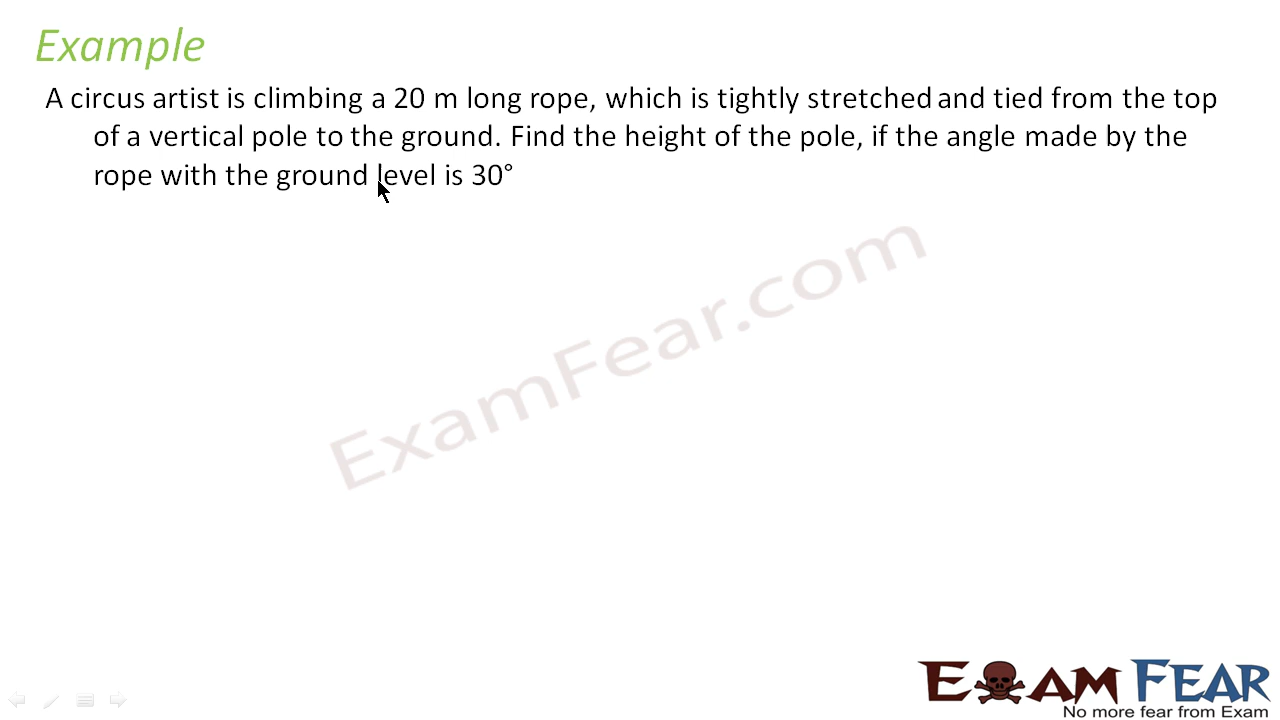 Example
A circus artist is climbing a 20 m long rope, which is tightly stretched and tied from the top
of a vertical pole to the ground. Find the height of the pole, if the angle made by the
rope with the ground level is 30°
ExamFear.com
EXAM FEAR
No more fear from Exam